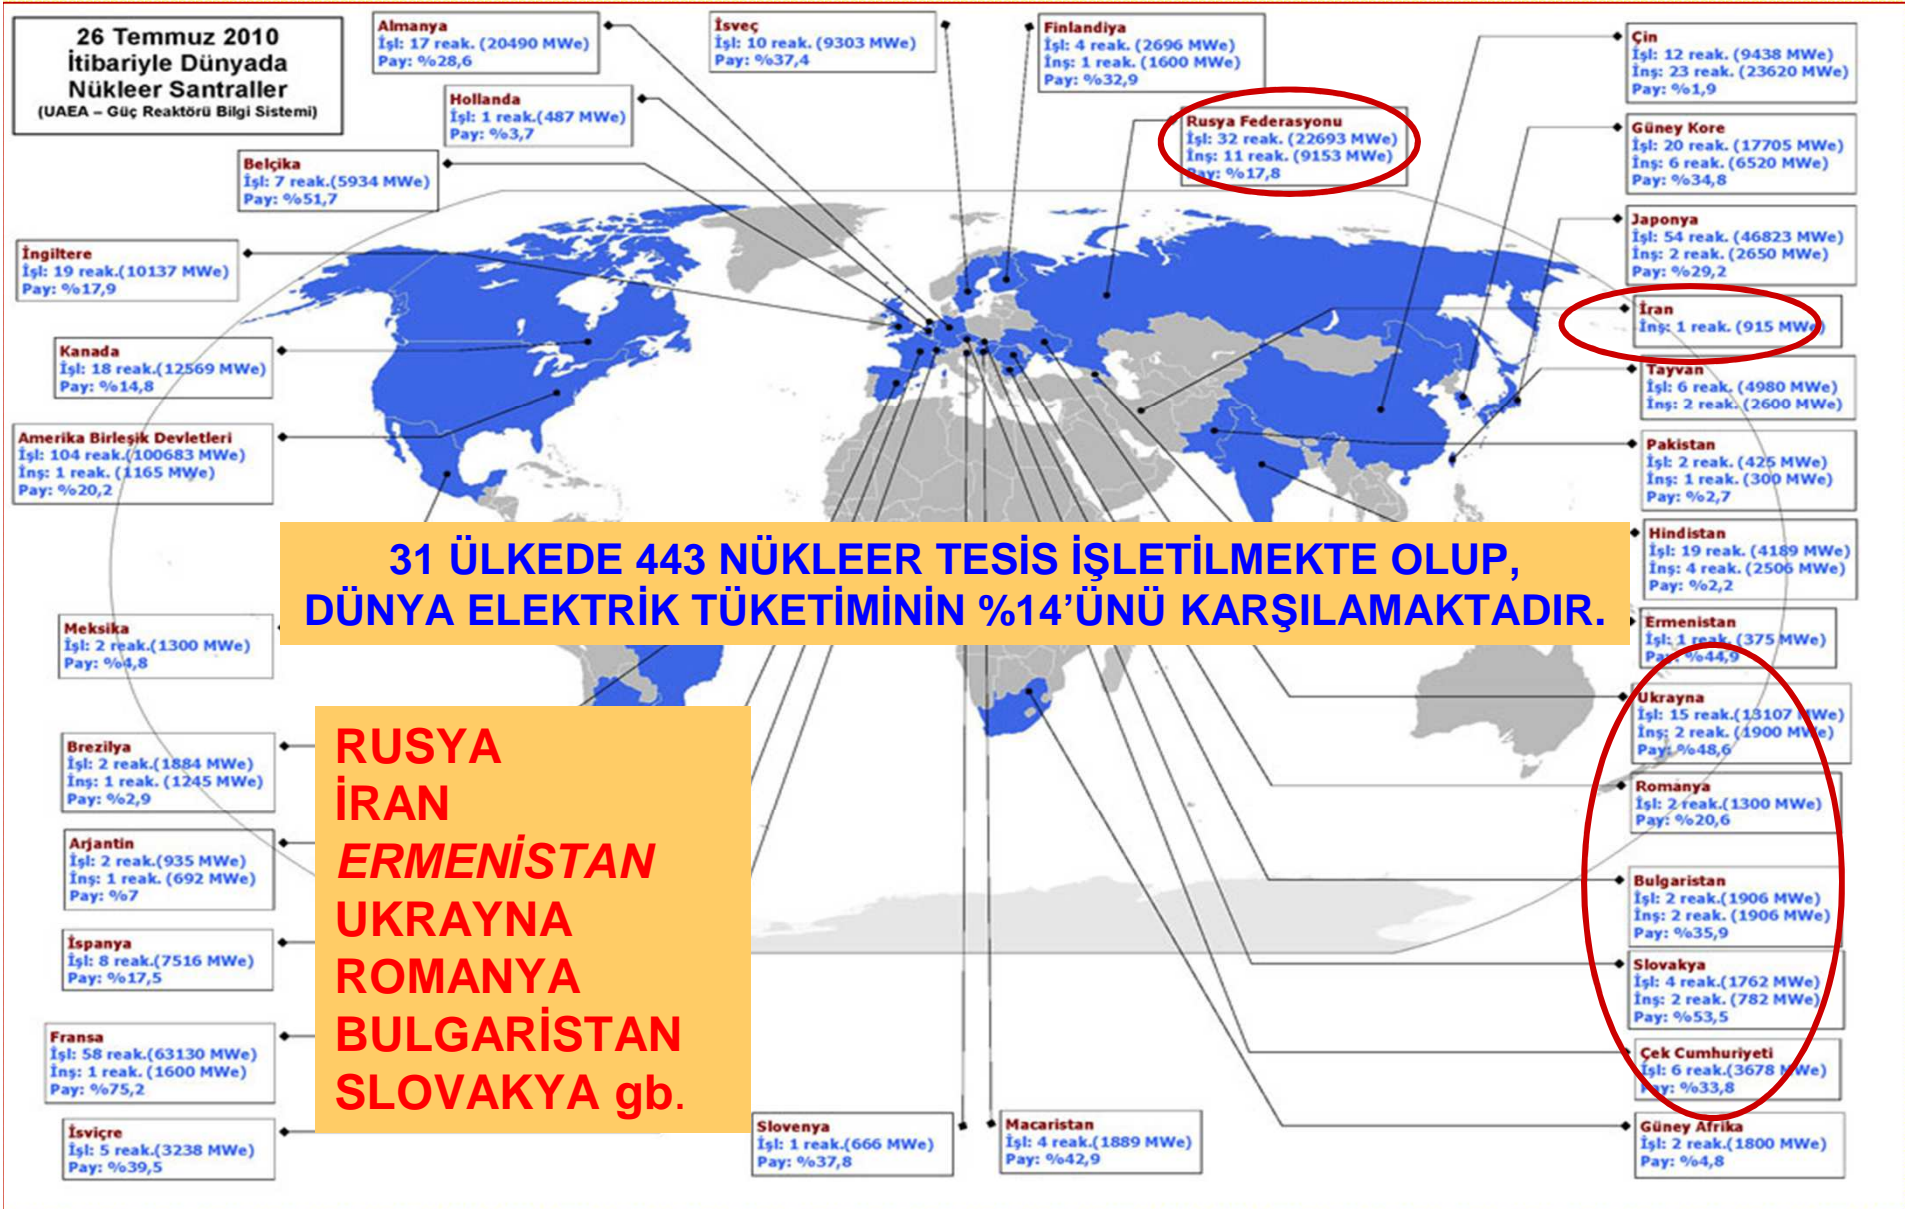 26 Temmuz 2010
İtibariyle Dünyada
Nükleer Santraller
(UAEA – Güç Reaktörü Bilgi Sistemi)
Almanya
İşl: 17 reak. (20490 MWe)
Pay: %28,6
İsveç
İşl: 10 reak. (9303 MWe)
Pay: %37,4
Finlandiya
İşl: 4 reak. (2696 MWe)
İnş: 1 reak. (1600 MWe)
Pay: %32,9
Çin
İşl: 12 reak. (9438 MWe)
İnş: 23 reak. (23620 MWe)
Pay: %1,9
Hollanda
İşl: 1 reak.(487 MWe)
Pay: %3,7
Rusya Federasyonu
İşl: 32 reak. (22693 MWe)
İnş: 11 reak. (9153 MWe)
Pay: %17,8
Güney Kore
İşl: 20 reak. (17705 MWe)
İnş: 6 reak. (6520 MWe)
Pay: %34,8
Belçika
İşl: 7 reak.(5934 MWe)
Pay: %51,7
Japonya
İşl: 54 reak. (46823 MWe)
İnş: 2 reak. (2650 MWe)
Pay: %29,2
İngiltere
İşl: 19 reak.(10137 MWe)
Pay: %17,9
İran
İnş: 1 reak. (915 MWe)
Kanada
İşl: 18 reak.(12569 MWe)
Pay: %14,8
Tayvan
İşl: 6 reak. (4980 MWe)
İnş: 2 reak. (2600 MWe)
Amerika Birleşik Devletleri
İşl: 104 reak.(100683 MWe)
İnş: 1 reak. (1165 MWe)
Pay: %20,2
Pakistan
İşl: 2 reak. (425 MWe)
İnş: 1 reak. (300 MWe)
Pay: %2,7
Hindistan
İşl: 19 reak. (4189 MWe)
İnş: 4 reak. (2506 MWe)
Pay: %2,2
31 ÜLKEDE 443 NÜKLEER TESİS İŞLETİLMEKTE OLUP,
DÜNYA ELEKTRİK TÜKETİMİNİN %14’ÜNÜ KARŞILAMAKTADIR.
Meksika
İşl: 2 reak.(1300 MWe)
Pay: %4,8
Ermenistan
İşl: 1 reak. (375 MWe)
Pay: %44,9
Ukrayna
İşl: 15 reak.(13107 MWe)
İnş: 2 reak. (1900 MWe)
Pay: %48,6
Brezilya
İşl: 2 reak.(1884 MWe)
İnş: 1 reak. (1245 MWe)
Pay: %2,9
RUSYA
İRAN
ERMENİSTAN
UKRAYNA
ROMANYA
BULGARİSTAN
SLOVAKYA gb.
Romanya
İşl: 2 reak.(1300 MWe)
Pay: %20,6
Arjantin
İşl: 2 reak.(935 MWe)
İnş: 1 reak. (692 MWe)
Pay: %7
Bulgaristan
İşl: 2 reak.(1906 MWe)
İnş: 2 reak. (1906 MWe)
Pay: %35,9
İspanya
İşl: 8 reak.(7516 MWe)
Pay: %17,5
Slovakya
İşl: 4 reak.(1762 MWe)
İnş: 2 reak. (782 MWe)
Pay: %53,5
Fransa
İşl: 58 reak.(63130 MWe)
İnş: 1 reak. (1600 MWe)
Pay: %75,2
Çek Cumhuriyeti
İşl: 6 reak.(3678 MWe)
Pay: %33,8
İsviçre
İşl: 5 reak.(3238 MWe)
Pay: %39,5
Slovenya
İşl: 1 reak.(666 MWe)
Pay: %37,8
Macaristan
İşl: 4 reak.(1889 MWe)
Pay: %42,9
Güney Afrika
İşl: 2 reak.(1800 MWe)
Pay: %4,8